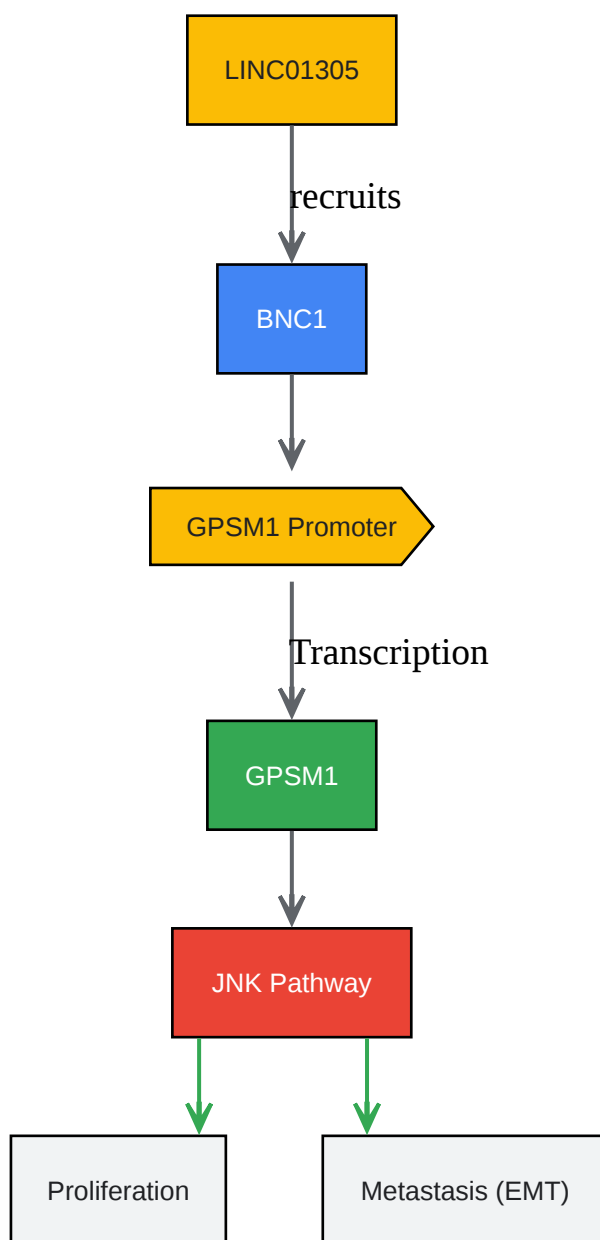 LINC01305
recruits
BNC1
GPSM1 Promoter
Transcription
GPSM1
JNK Pathway
Proliferation
Metastasis (EMT)